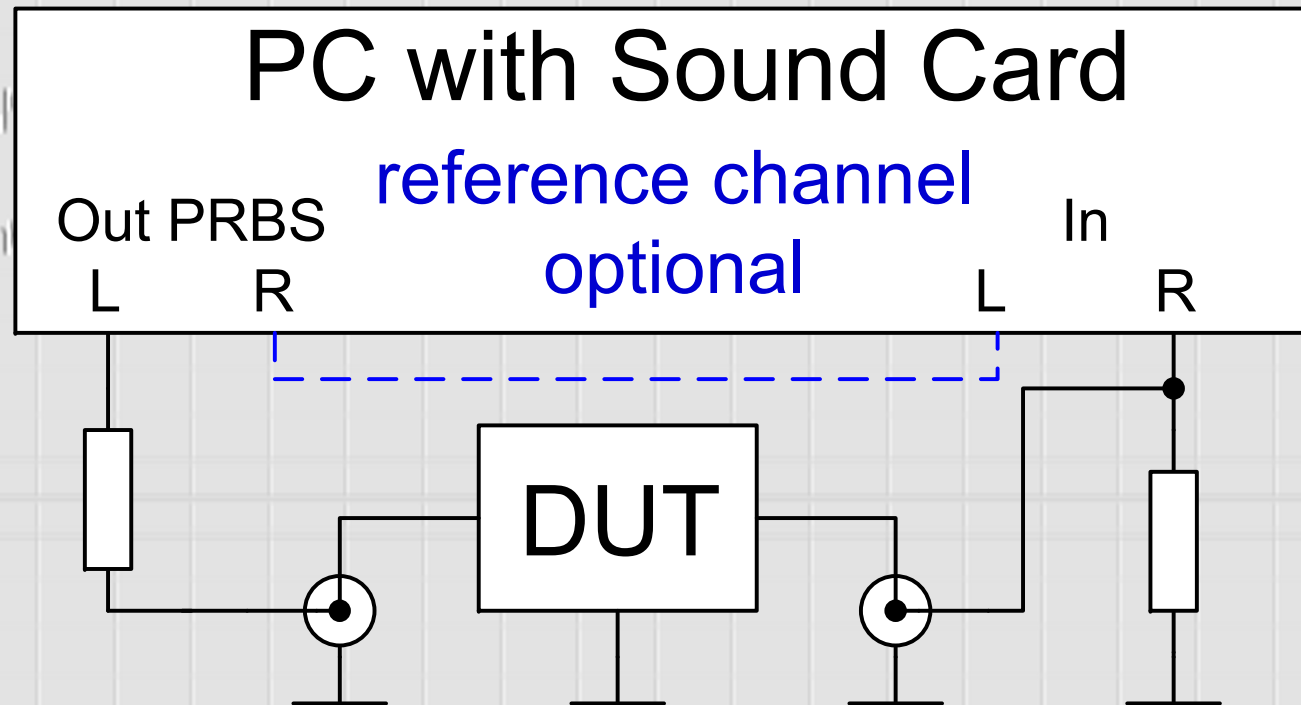 PC with Sound Card
reference channel
optional
Out PRBS
In
L R L R
DUT